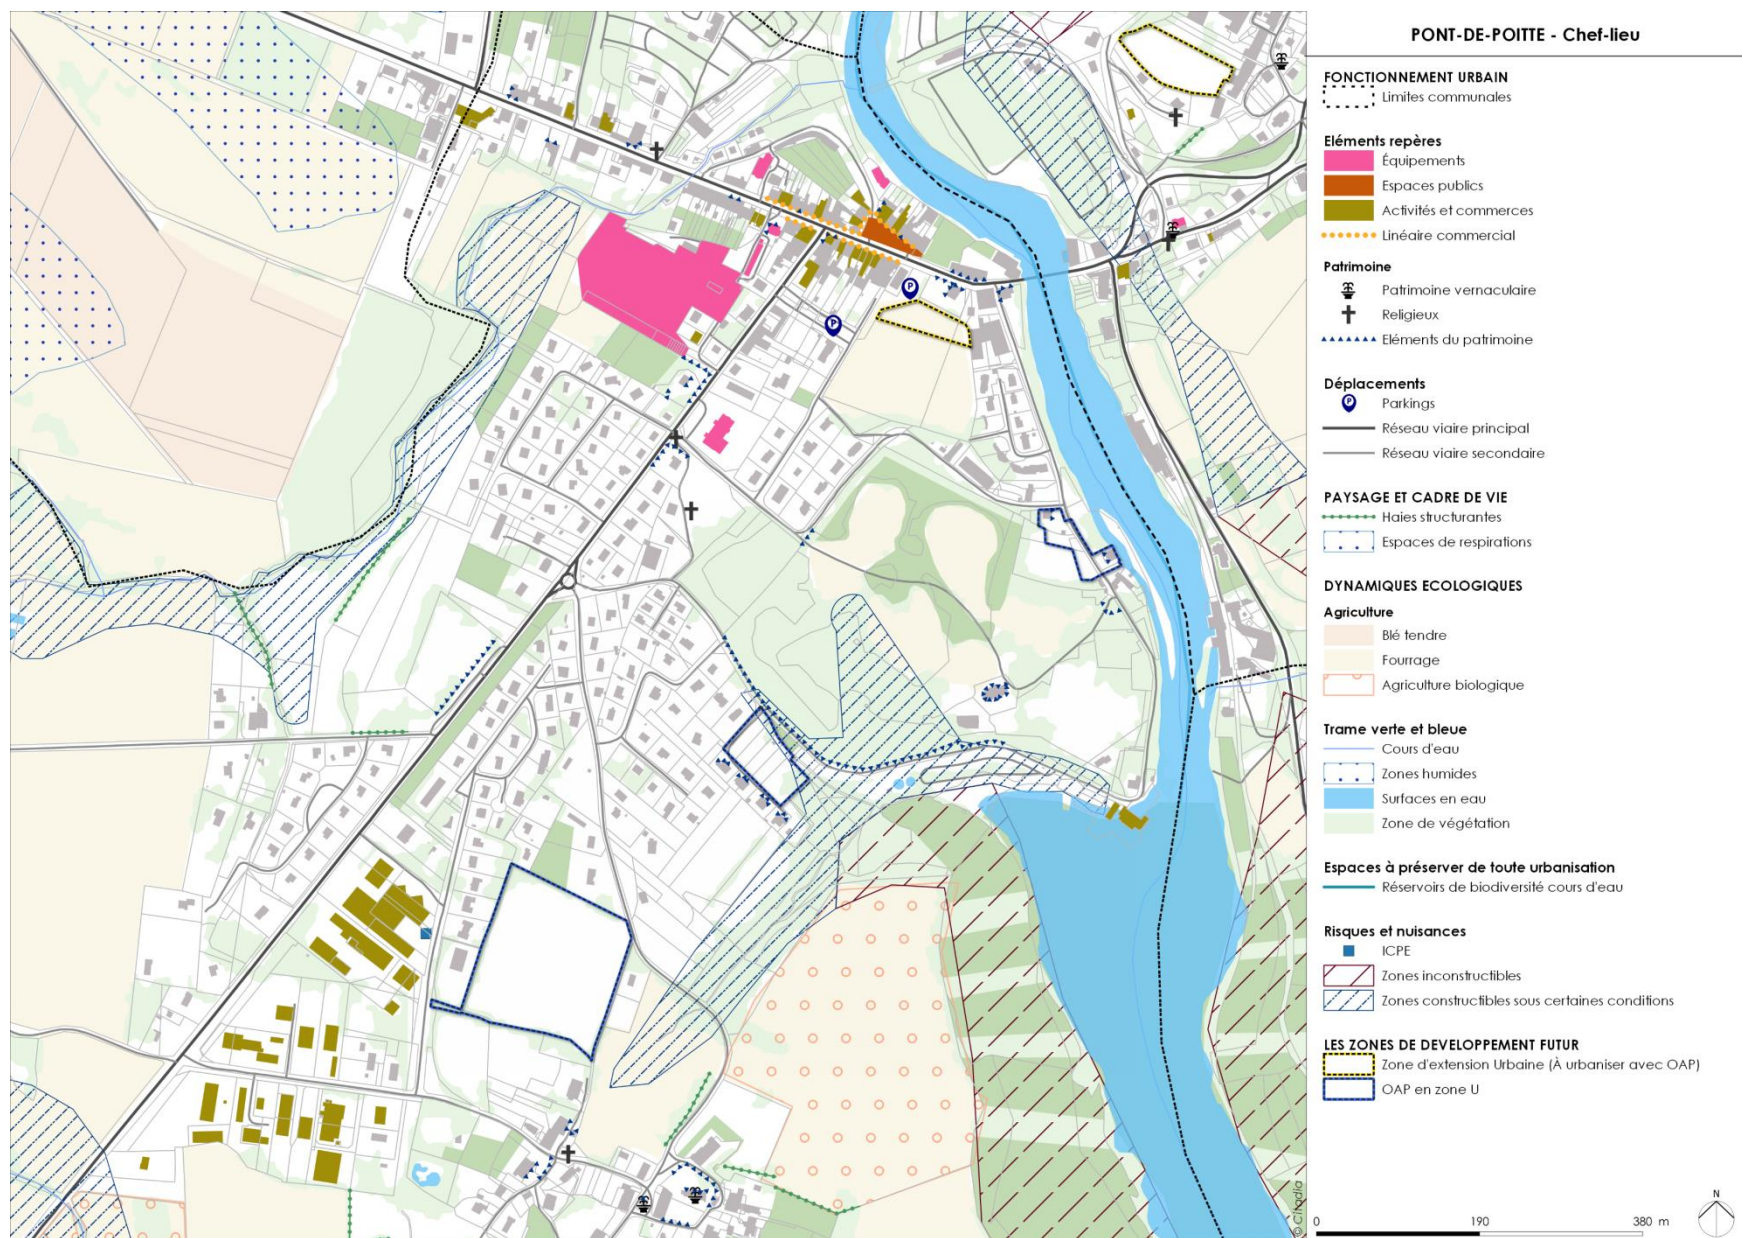 PONT-DE-POITTE - Chef-lieu
FONCTIONNEMENT URBAIN
Limites communales
Eléments repères
Équipements
Espaces publics
Activités et commerces
Linéaire commercial
Patrimoine
Patrimoine vernaculaire
Religieux
Eléments du patrimoine
Déplacements
P
Parkings
Réseau viaire principal
Réseau viaire secondaire
PAYSAGE ET CADRE DE VIE
Haies structurantes
Espaces de respirations
DYNAMIQUES ECOLOGIQUES
Agriculture
Blé tendre
Fourrage
Agriculture biologique
Trame verte et bleue
Cours d'eau
Zones humides
Surfaces en eau
Zone de végétation
Espaces à préserver de toute urbanisation
Réservoirs de biodiversité cours d'eau
Risques et nuisances
ICPE
Zones inconstructibles
Zones constructibles sous certaines conditions
LES ZONES DE DEVELOPPEMENT FUTUR
Zone d'extension Urbaine (À urbaniser avec OAP)
OAP en zone U
P
P
© Citadia
N
0 190 380 m